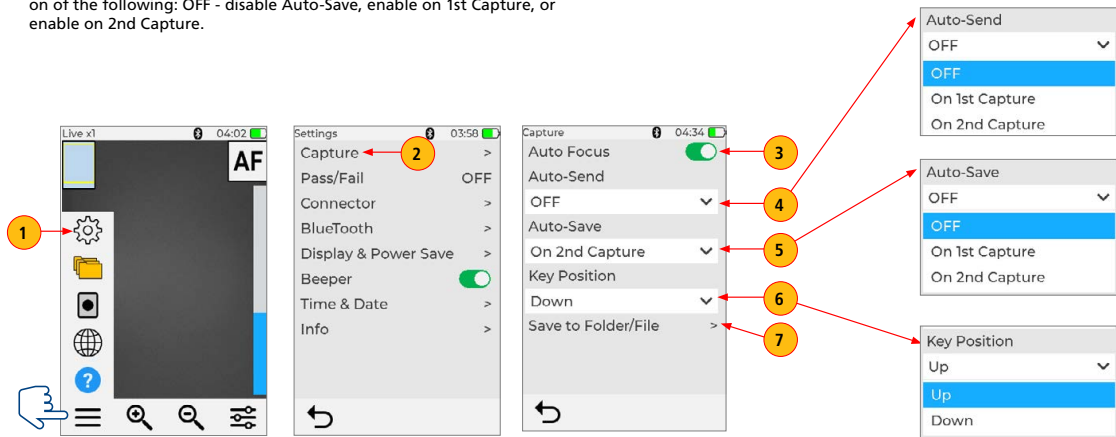 on of the following: OFF - disable Auto-Save, enable on 1st Capture, or
enable on 2nd Capture.
Live x1 04:02
AF
1
?
Settings 03:58
Capture 2 >
Pass/Fail OFF
Connector >
BlueTooth >
Display & Power Save >
Beeper
Time & Date >
Info >
Capture 04:34
Auto Focus 3
Auto-Send
OFF 4
Auto-Save
On 2nd Capture 5
Key Position
Down 6
Save to Folder/File > 7
Auto-Send
OFF
OFF
On 1st Capture
On 2nd Capture
Auto-Save
OFF
OFF
On 1st Capture
On 2nd Capture
Key Position
Up
Up
Down